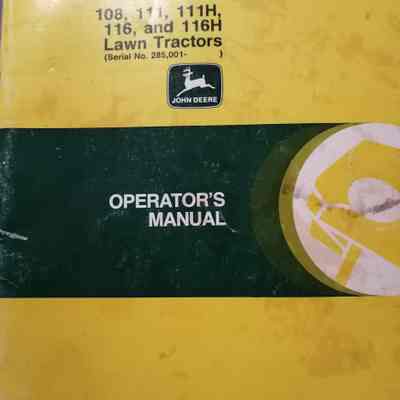 108, 111, 111H,
116, and 116H
Lawn Tractors
(Serial No. 285,001- )
JOHN DEERE
OPERATOR'S
MANUAL